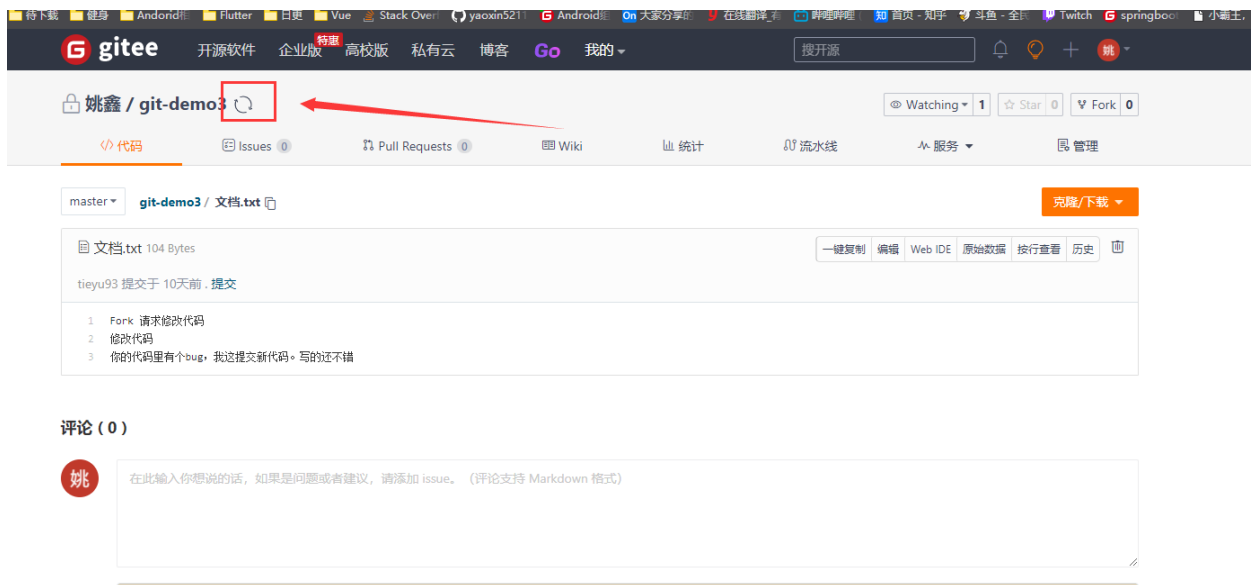 待下载 健身 Andorid Flutter 日更 Vue Stack Over yaoxin5211 Android On 大家分享的 在线翻译_有 哔哩哔哩 ( 知 首页 - 知乎 斗鱼 - 全民 Twitch springboot 小霸王,
G gitee 开源软件 企业版 特惠 高校版 私有云 博客 Go 我的 搜开源 姚
姚鑫 / git-demo3 Watching 1 Star 0 Fork 0
代码 Issues 0 Pull Requests 0 Wiki 统计 流水线 服务 管理
master git-demo3 / 文档.txt 克隆/下载
文档.txt 104 Bytes 一键复制 编辑 Web IDE 原始数据 按行查看 历史
tieyu93 提交于 10天前 . 提交
1 Fork 请求修改代码
2 修改代码
3 你的代码里有个bug，我这提交新代码。写的还不错
评论 ( 0 )
姚 在此输入你想说的话，如果是问题或者建议，请添加 issue。（评论支持 Markdown 格式）